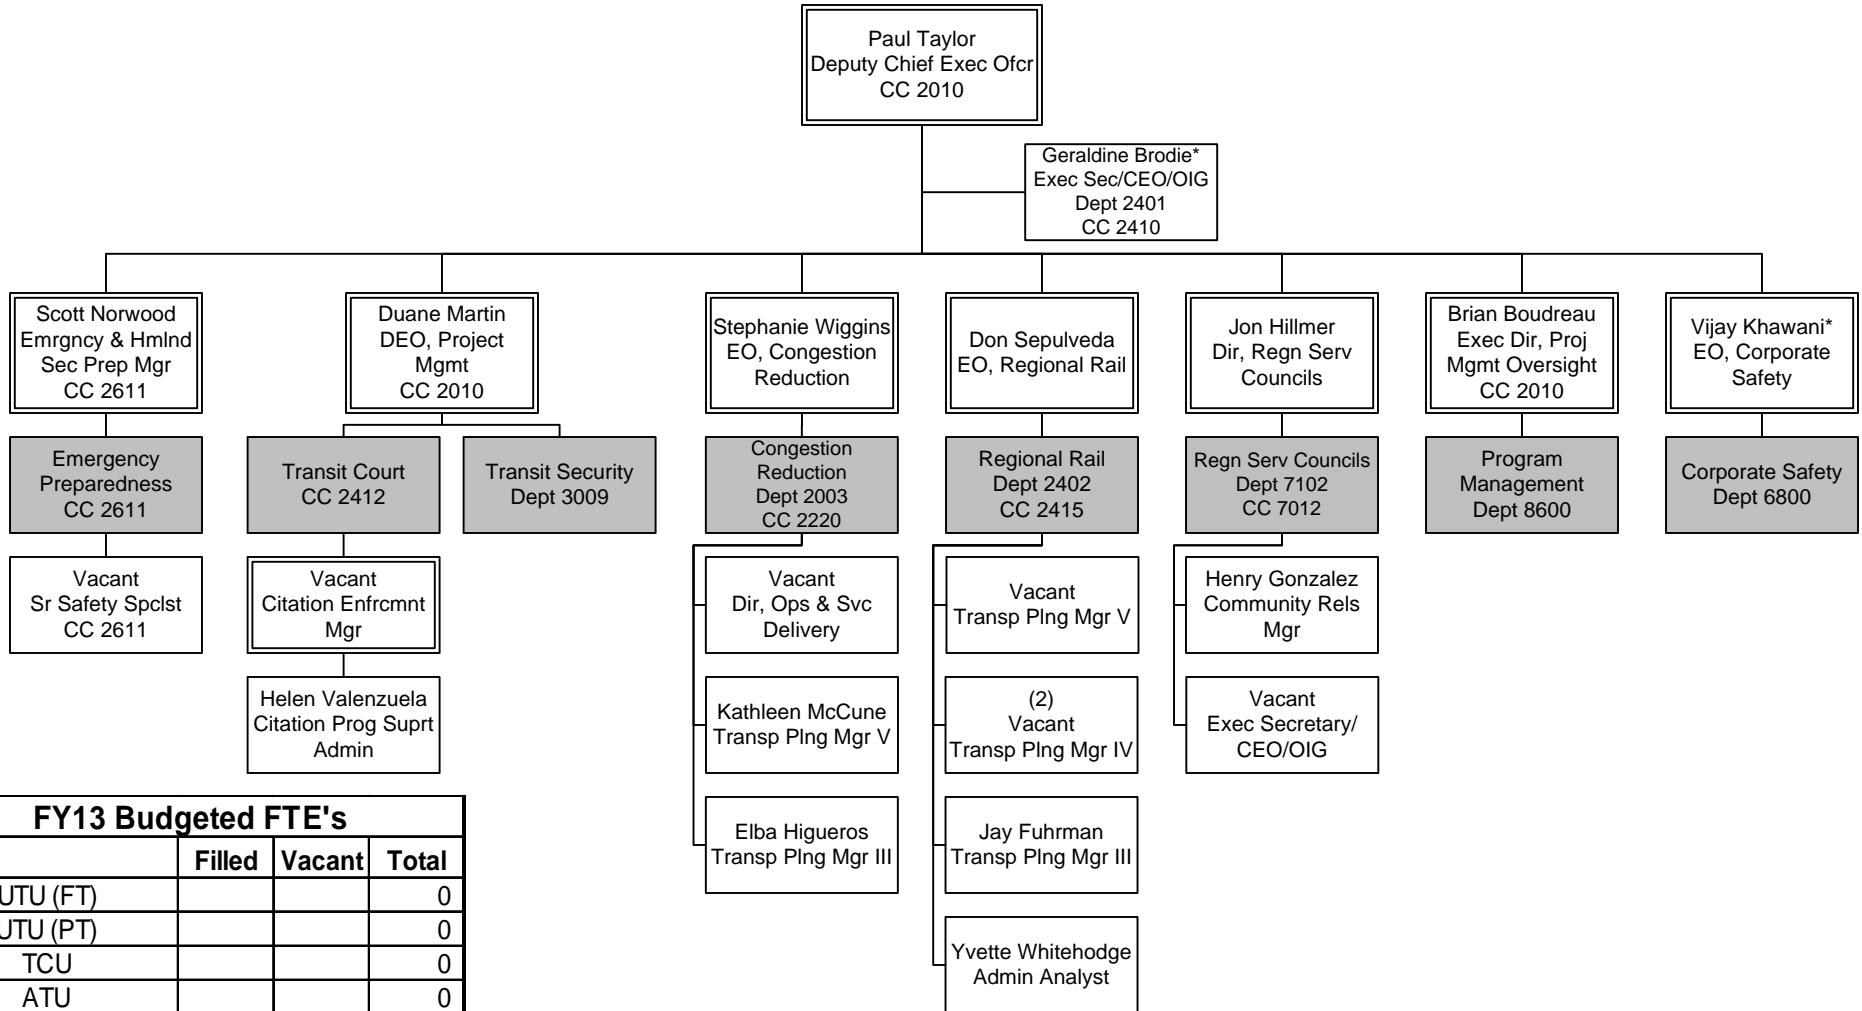 Paul Taylor
Deputy Chief Exec Ofcr
CC 2010
Geraldine Brodie*
Exec Sec/CEO/OIG
Dept 2401
CC 2410
Scott Norwood
Emrgncy & Hmlnd
Sec Prep Mgr
CC 2611
Duane Martin
DEO, Project
Mgmt
CC 2010
Stephanie Wiggins
EO, Congestion
Reduction
Don Sepulveda
EO, Regional Rail
Jon Hillmer
Dir, Regn Serv
Councils
Brian Boudreau
Exec Dir, Proj
Mgmt Oversight
CC 2010
Vijay Khawani*
EO, Corporate
Safety
Emergency
Preparedness
CC 2611
Transit Court
CC 2412
Transit Security
Dept 3009
Congestion
Reduction
Dept 2003
CC 2220
Regional Rail
Dept 2402
CC 2415
Regn Serv Councils
Dept 7102
CC 7012
Program
Management
Dept 8600
Corporate Safety
Dept 6800
Vacant
Sr Safety Spclst
CC 2611
Vacant
Citation Enfrcmnt
Mgr
Vacant
Dir, Ops & Svc
Delivery
Vacant
Transp Plng Mgr V
Henry Gonzalez
Community Rels
Mgr
Helen Valenzuela
Citation Prog Suprt
Admin
Kathleen McCune
Transp Plng Mgr V
(2)
Vacant
Transp Plng Mgr IV
Vacant
Exec Secretary/
CEO/OIG
Elba Higueros
Transp Plng Mgr III
Jay Fuhrman
Transp Plng Mgr III
Yvette Whitehodge
Admin Analyst
FY13 Budgeted FTE's
Filled Vacant Total
UTU (FT) 0
UTU (PT) 0
TCU 0
ATU 0